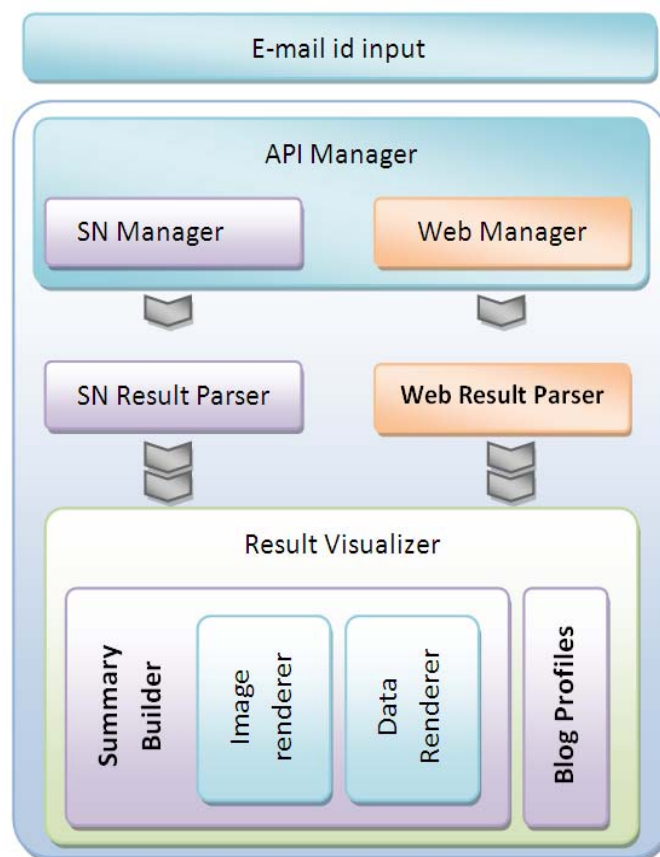 E-mail id input
API Manager
SN Manager
Web Manager
SN Result Parser
Web Result Parser
Result Visualizer
Summary
Builder
Image
renderer
Data
Renderer
Blog Profiles